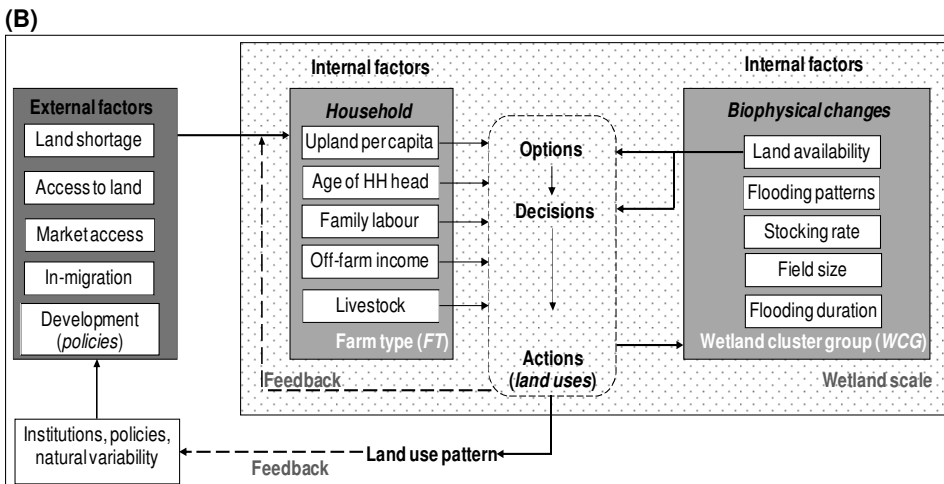 (B)
External factors
Land shortage
Access to land
Market access
In-migration
Development
(policies)
Institutions, policies,
natural variability
Internal factors
Household
Upland per capita
Age of HH head
Family labour
Off-farm income
Livestock
Farm type (FT)
Options
Decisions
Actions
(land uses)
Internal factors
Biophysical changes
Land availability
Flooding patterns
Stocking rate
Field size
Flooding duration
Wetland cluster group (WCG)
Wetland scale
Feedback
Feedback
Land use pattern